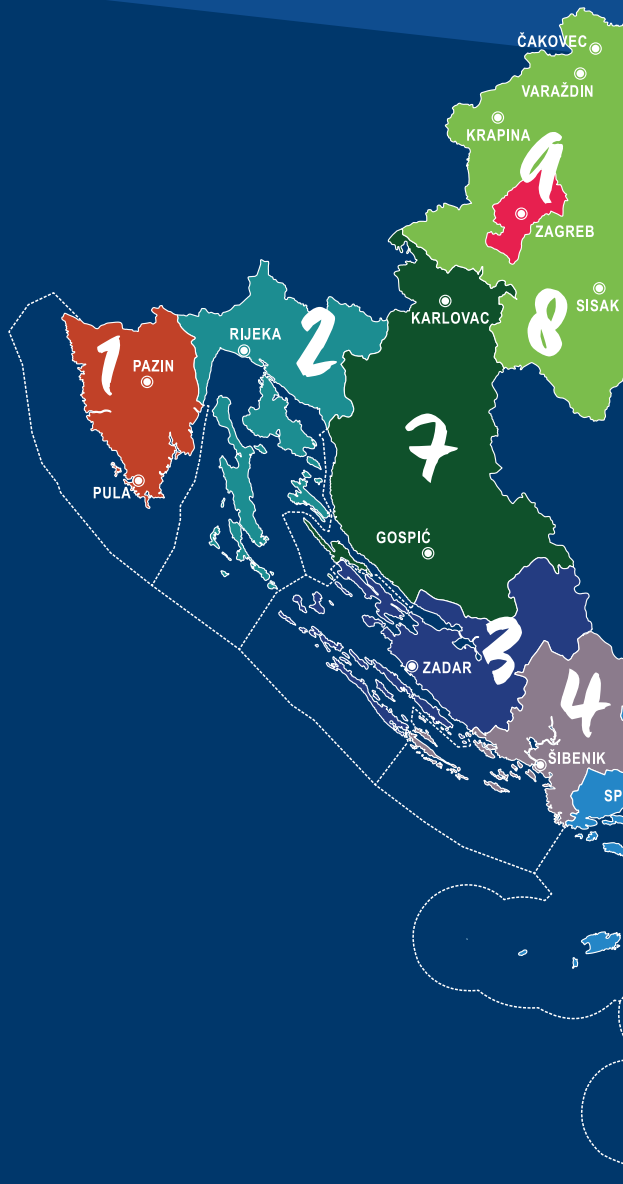 ČAKOVEC
VARAŽDIN
KRAPINA
9
ZAGREB
SISAK
8
KARLOVAC
2
RIJEKA
1
PAZIN
7
PULA
GOSPIĆ
3
ZADAR
4
ŠIBENIK
SP